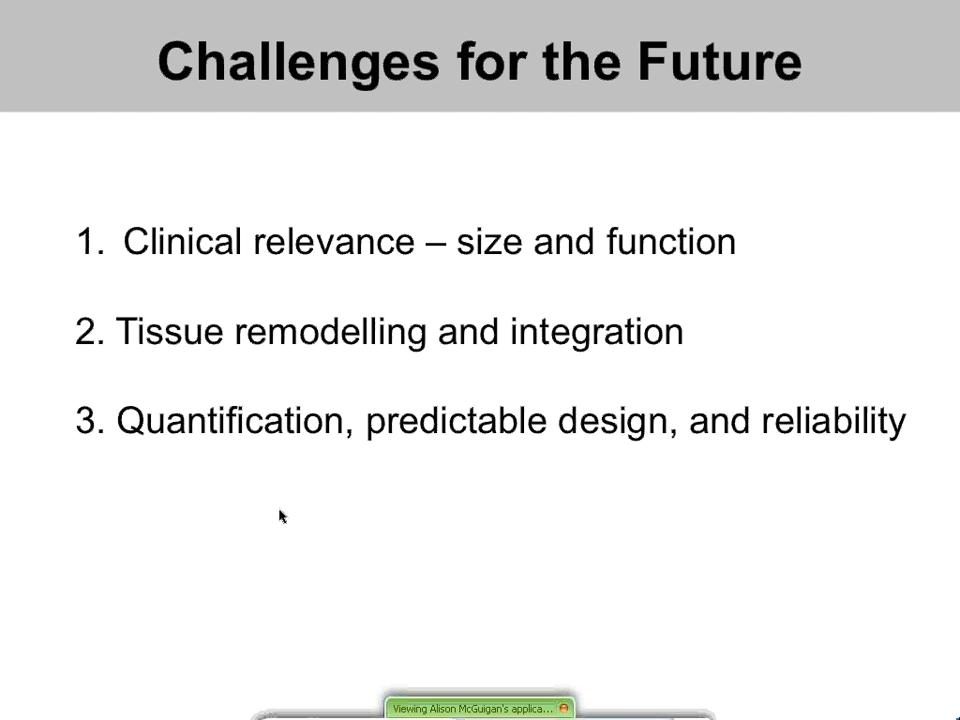 Challenges for the Future
1. Clinical relevance – size and function
2. Tissue remodelling and integration
3. Quantification, predictable design, and reliability
Viewing Alison McGuigan's applica...